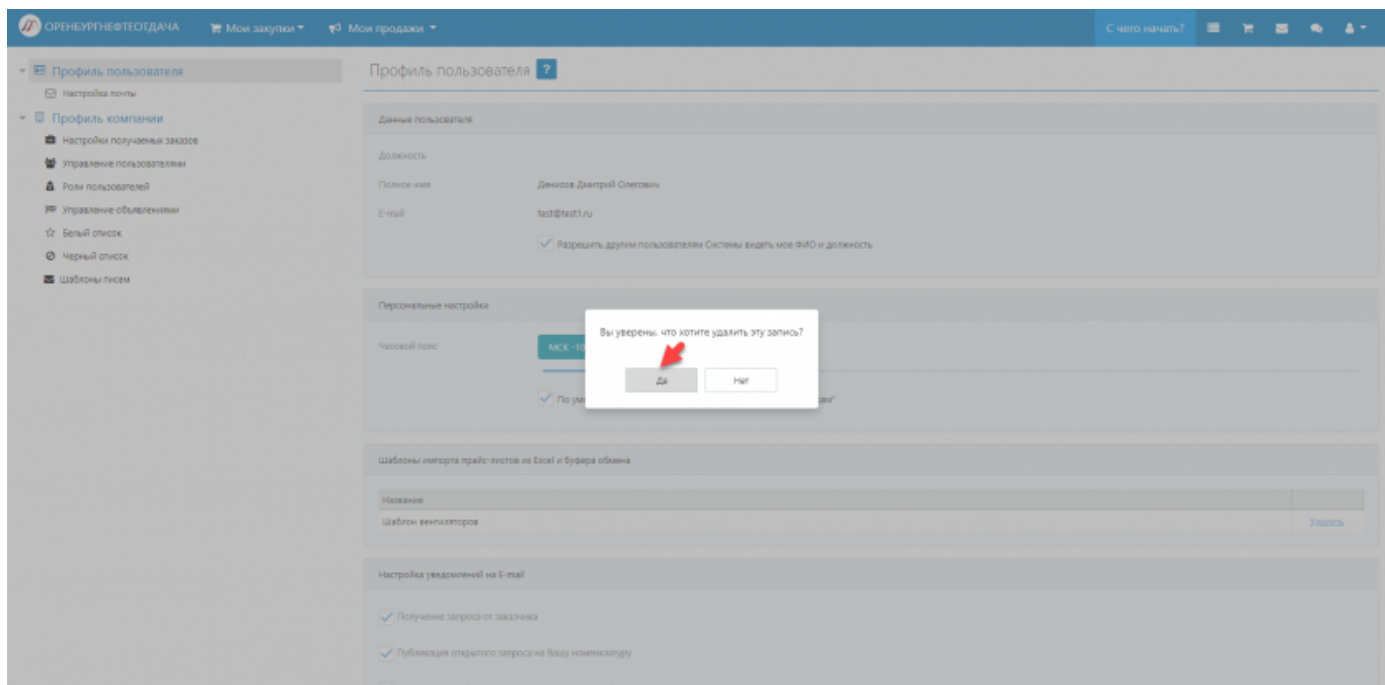 ОРЕНБУРГНЕФТЕОТДАЧА
Мои закупки
Мои продажи
С чего начать?
Профиль пользователя
Настройка почты
Профиль компании
Настройки получаемых заказов
Управление пользователями
Роли пользователей
Управление объявлениями
Белый список
Черный список
Шаблоны писем
Профиль пользователя ?
Данные пользователя
Должность
Полное имя Денисов Дмитрий Олегович
E-mail test@test1.ru
Разрешить другим пользователям Системы видеть мое ФИО и должность
Персональные настройки
Вы уверены, что хотите удалить эту запись?
Часовой пояс МСК -10
Да Нет
По
Шаблоны импорта прайс-листов из Excel и буфера обмена
Название
Шаблон вентиляторов Удалить
Настройка уведомлений на E-mail
Получение запроса от заказчика
Публикация открытого запроса на Вашу номенклатуру